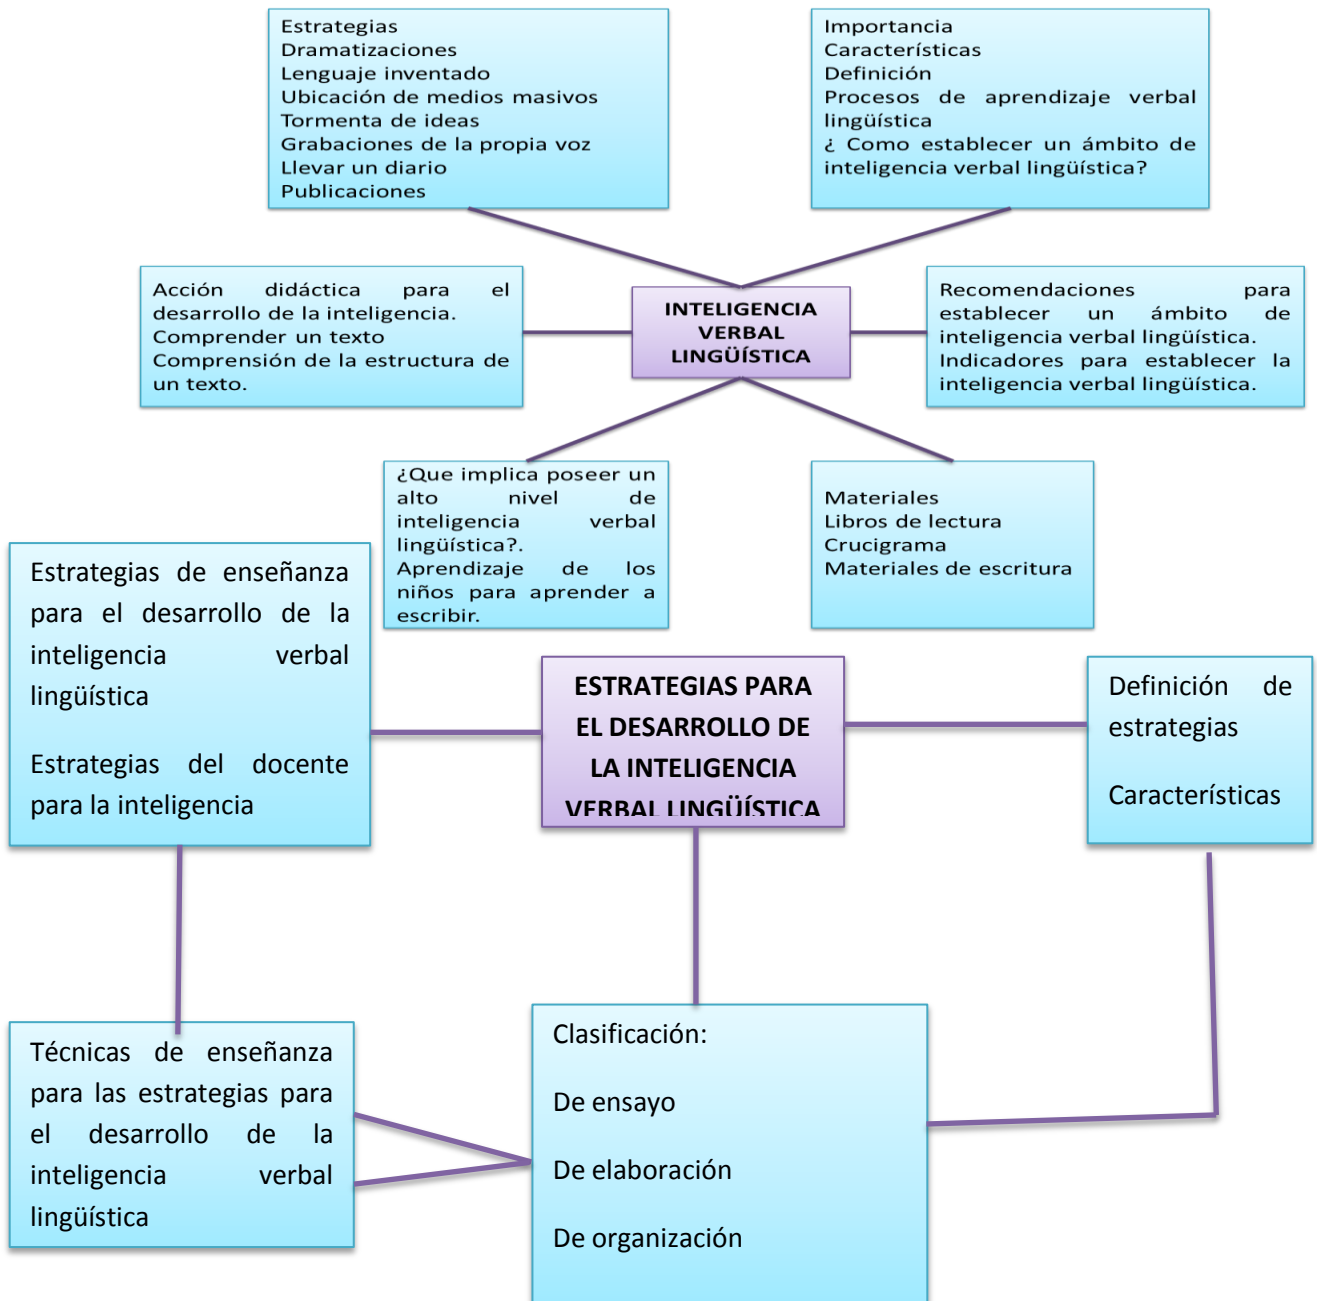 Estrategias
Dramatizaciones
Lenguaje inventado
Ubicación de medios masivos
Tormenta de ideas
Grabaciones de la propia voz
Llevar un diario
Publicaciones
Importancia
Características
Definición
Procesos de aprendizaje verbal
lingüística
¿ Como establecer un ámbito de
inteligencia verbal lingüística?
Acción didáctica para el
desarrollo de la inteligencia.
Comprender un texto
Comprensión de la estructura de
un texto.
INTELIGENCIA
VERBAL
LINGÜÍSTICA
Recomendaciones para
establecer un ámbito de
inteligencia verbal lingüística.
Indicadores para establecer la
inteligencia verbal lingüística.
¿Que implica poseer un
alto nivel de
inteligencia verbal
lingüística?.
Aprendizaje de los
niños para aprender a
escribir.
Materiales
Libros de lectura
Crucigrama
Materiales de escritura
Estrategias de enseñanza
para el desarrollo de la
inteligencia verbal
lingüística
Estrategias del docente
para la inteligencia
ESTRATEGIAS PARA
EL DESARROLLO DE
LA INTELIGENCIA
VERBAL LINGÜÍSTICA
Definición de
estrategias
Características
Técnicas de enseñanza
para las estrategias para
el desarrollo de la
inteligencia verbal
lingüística
Clasificación:
De ensayo
De elaboración
De organización